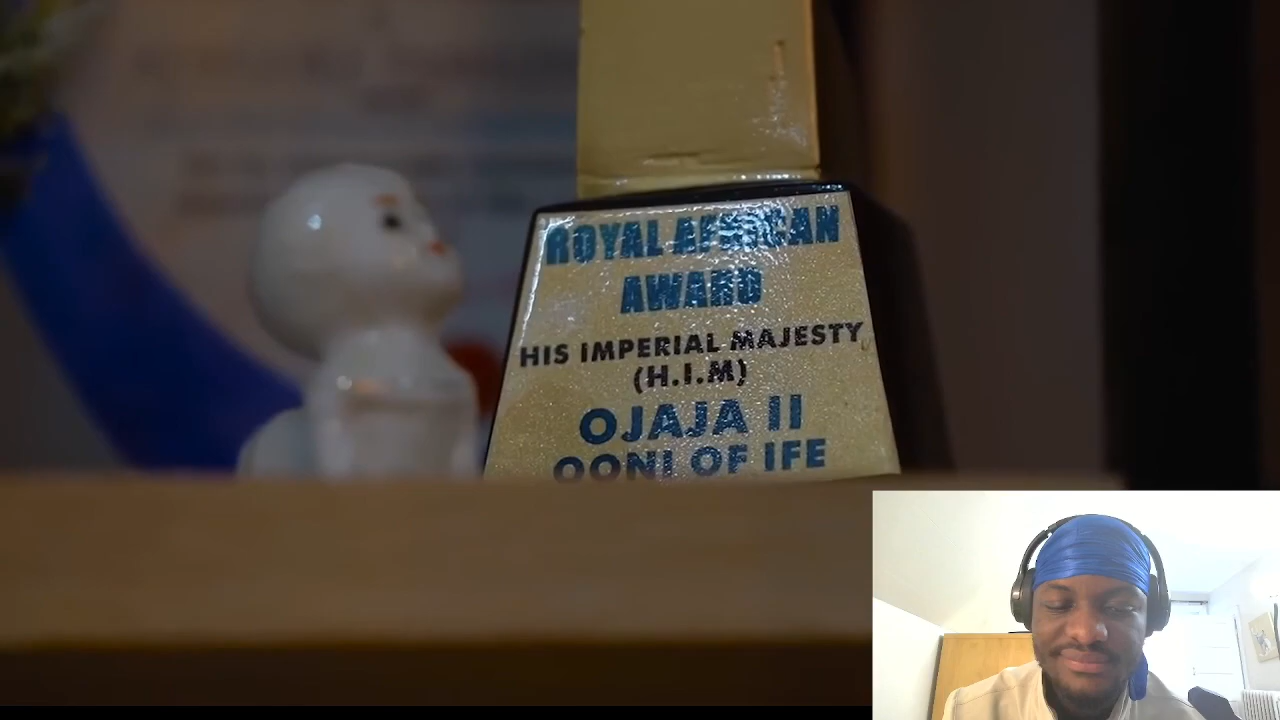 ROYAL AFRICAN
AWARD
HIS IMPERIAL MAJESTY
(H.I.M)
OJAJA II
OONI OF IFE